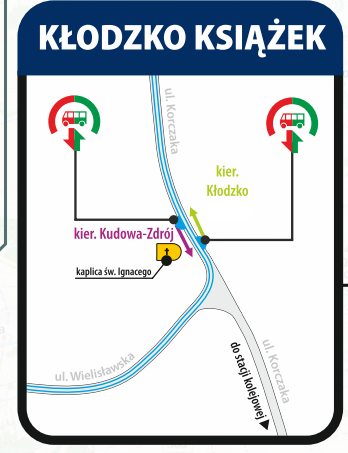 KŁODZKO KSIĄŻEK
ul. Korczaka
kier.
Kłodzko
kier. Kudowa-Zdrój
kaplica św. Ignacego
ul. Wielisławska
do stacji kolejowej
ul. Korczaka